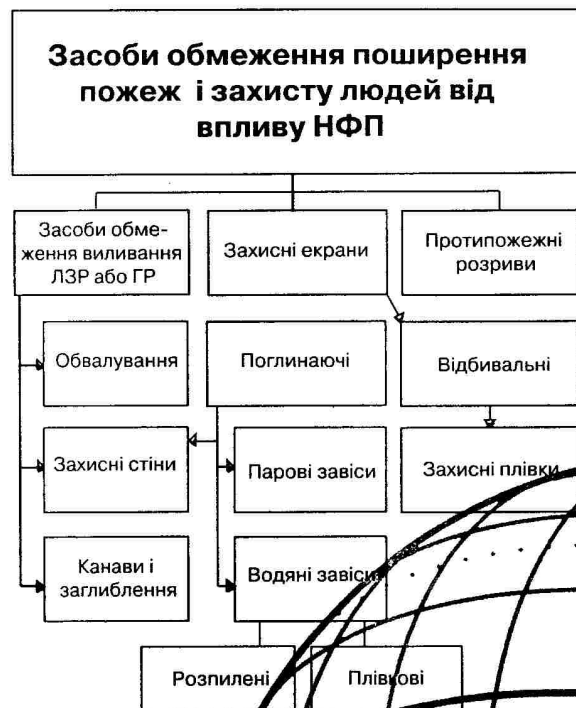 Засоби обмеження поширення
пожеж і захисту людей від
впливу НФП
Засоби обме-
ження виливання
ЛЗР або ГР
Захисні екрани
Протипожежні
розриви
Обвалування
Поглинаючі
Відбивальні
Захисні стіни
Парові завіси
Захисні плівки
Канави і
заглиблення
Водяні завіси
Розпилені
Плівкові